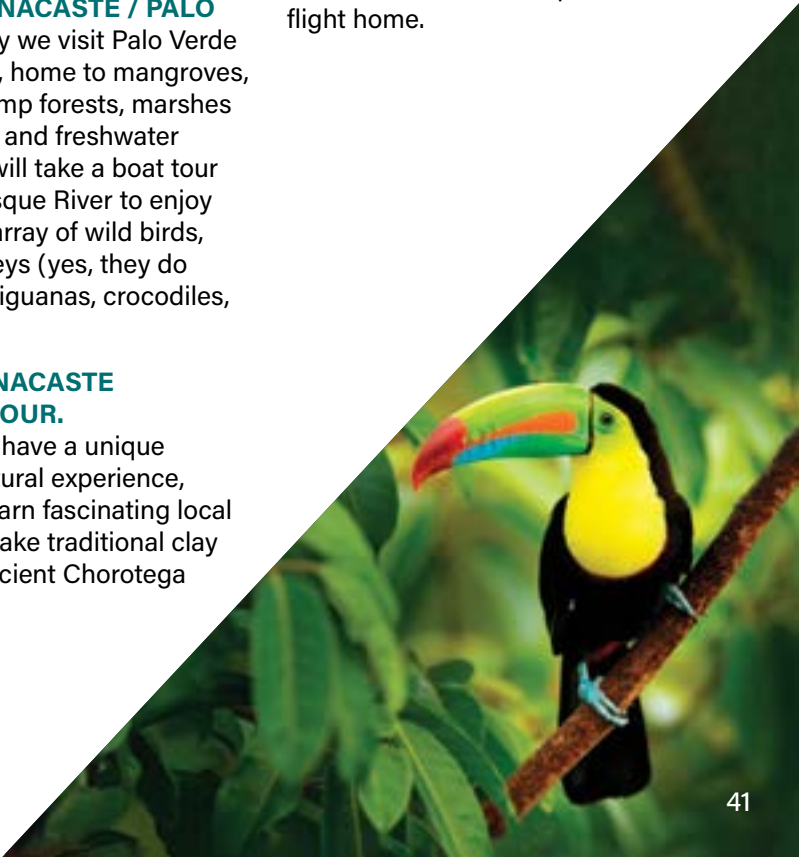 NACASTE / PALO
y we visit Palo Verde
, home to mangroves,
mp forests, marshes
and freshwater
will take a boat tour
sque River to enjoy
array of wild birds,
eys (yes, they do
iguanas, crocodiles,
NACASTE
OUR.
have a unique
ural experience,
arn fascinating local
ake traditional clay
cient Chorotega
flight home.
41